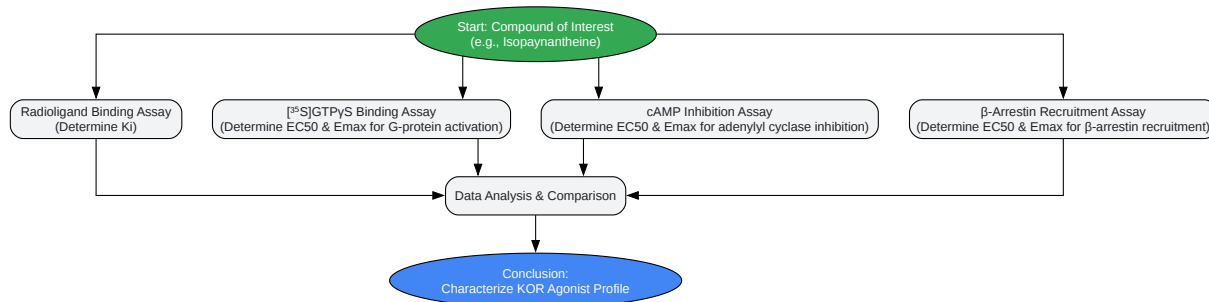 Start: Compound of Interest
(e.g., Isopaynantheine)
Radioligand Binding Assay
(Determine Ki)
[³⁵S]GTPγS Binding Assay
(Determine EC50 & Emax for G-protein activation)
cAMP Inhibition Assay
(Determine EC50 & Emax for adenylyl cyclase inhibition)
β-Arrestin Recruitment Assay
(Determine EC50 & Emax for β-arrestin recruitment)
Data Analysis & Comparison
Conclusion:
Characterize KOR Agonist Profile